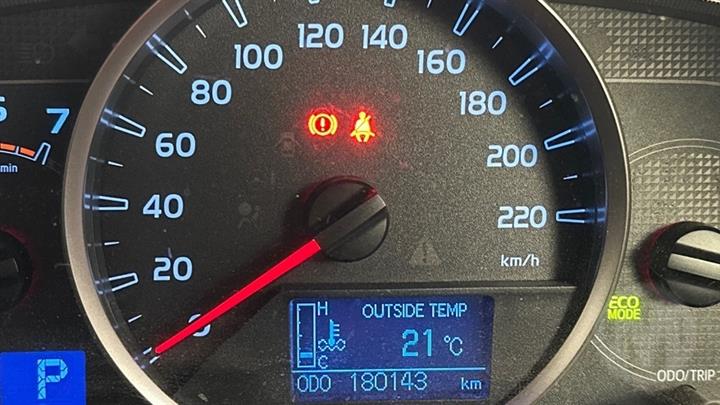 120 140
100 160
80 180
60 200
40 220
20 km/h
0
7
min
H OUTSIDE TEMP
21 °C
C
ODO 180143 km
P
ECO
MODE
ODO/TRIP